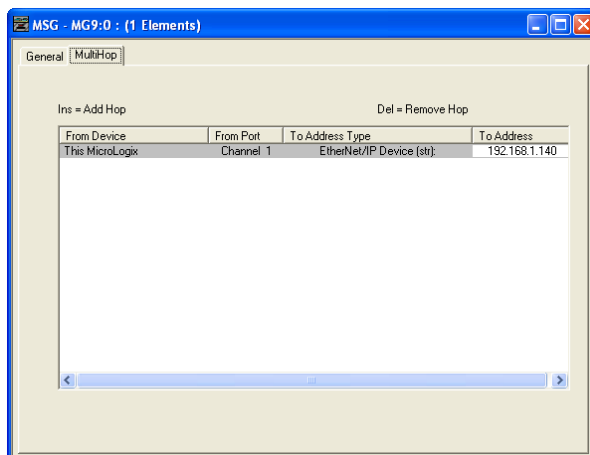 MSG - MG9:0 : (1 Elements)
General MultiHop
Ins = Add Hop Del = Remove Hop
From Device From Port To Address Type To Address
This MicroLogix Channel 1 EtherNet/IP Device (str): 192.168.1.140